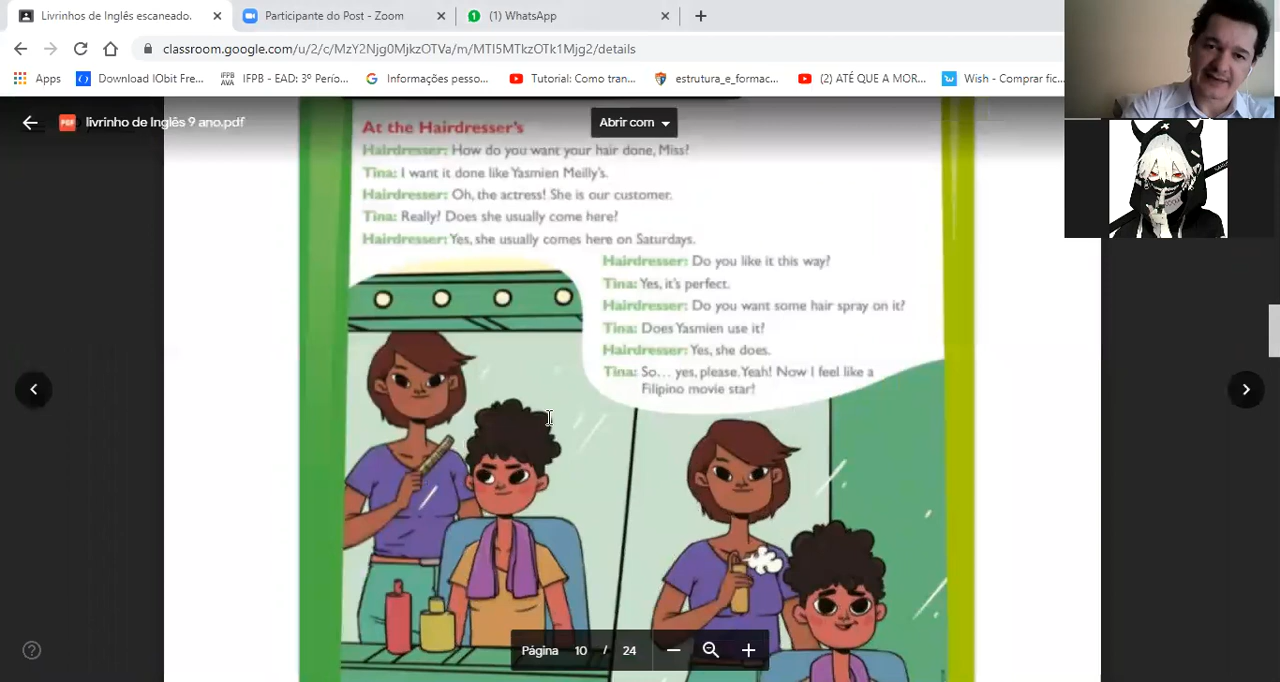 Livrinhos de Inglês escaneado.
Participante do Post - Zoom
(1) WhatsApp
classroom.google.com/u/2/c/MzY2Njg0MjkzOTVa/m/MTI5MTkzOTk1Mjg2/details
Apps
Download IObit Fre...
IFPB - EAD: 3º Perío...
Informações pesso...
Tutorial: Como tran...
estrutura_e_formac...
(2) ATÉ QUE A MOR...
Wish - Comprar fic...
livrinho de Inglês 9 ano.pdf
Abrir com
At the Hairdresser's
Hairdresser: How do you want your hair done, Miss?
Tina: I want it done like Yasmien Meilly's.
Hairdresser: Oh, the actress! She is our customer.
Tina: Really? Does she usually come here?
Hairdresser: Yes, she usually comes here on Saturdays.
Hairdresser: Do you like it this way?
Tina: Yes, it's perfect.
Hairdresser: Do you want some hair spray on it?
Tina: Does Yasmien use it?
Hairdresser: Yes, she does.
Tina: So... yes, please. Yeah! Now I feel like a
Filipino movie star!
Página 10 / 24